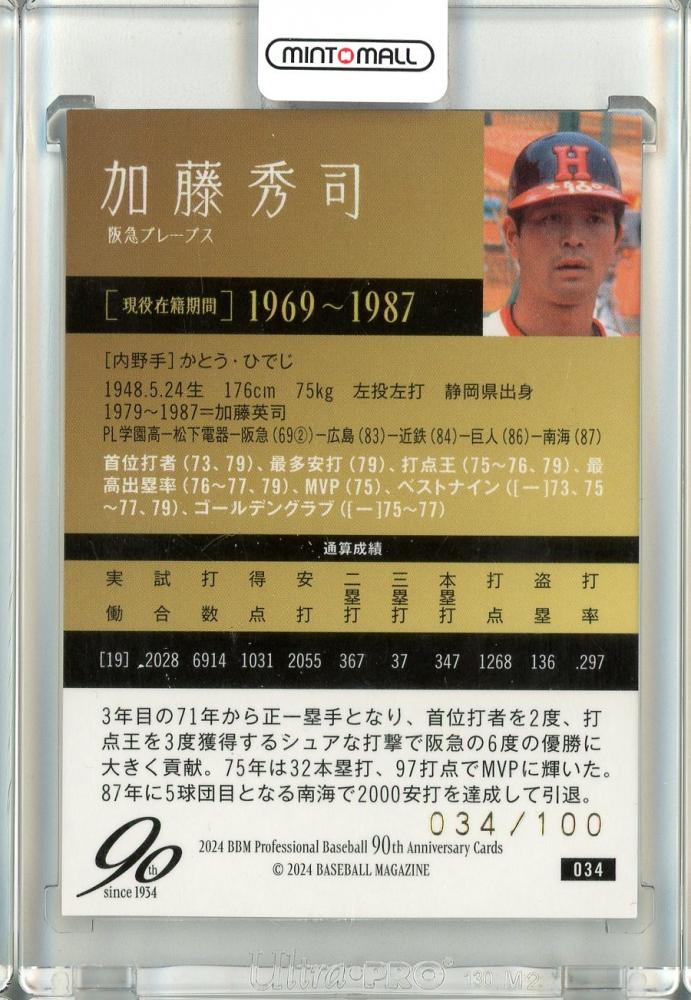 MINTMALL
加藤秀司
阪急ブレーブス
H
[現役在籍期間] 1969～1987
[内野手]かとう・ひでじ
1948.5.24生 176cm 75kg 左投左打 静岡県出身
1979～1987＝加藤英司
PL学園高ー松下電器ー阪急(69②)ー広島(83)ー近鉄(84)ー巨人(86)ー南海(87)
首位打者(73、79)、最多安打(79)、打点王(75～76、79)、最
高出塁率(76～77、79)、MVP(75)、ベストナイン([一]73、75
～77、79)、ゴールデングラブ([一]75～77)
通算成績
実働 試合 打数 得点 安打 二塁打 三塁打 本塁打 打点 盗塁 打率
[19] 2028 6914 1031 2055 367 37 347 1268 136 .297
3年目の71年から正一塁手となり、首位打者を2度、打
点王を3度獲得するシュアな打撃で阪急の6度の優勝に
大きく貢献。75年は32本塁打、97打点でMVPに輝いた。
87年に5球団目となる南海で2000安打を達成して引退。
034/100
90th
since 1934
2024 BBM Professional Baseball 90th Anniversary Cards
© 2024 BASEBALL MAGAZINE
034
Ultra PRO